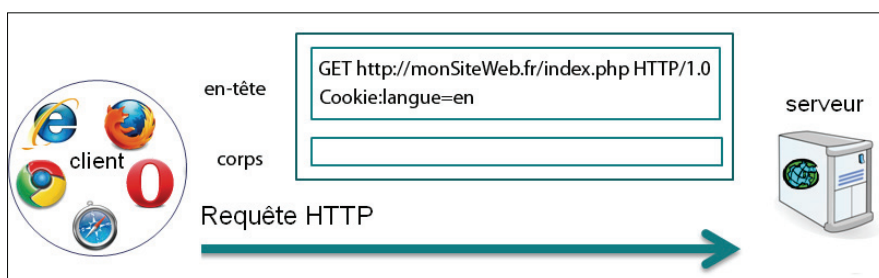 en-tête
GET http://monSiteWeb.fr/index.php HTTP/1.0
Cookie:langue=en
serveur
client
corps
Requête HTTP